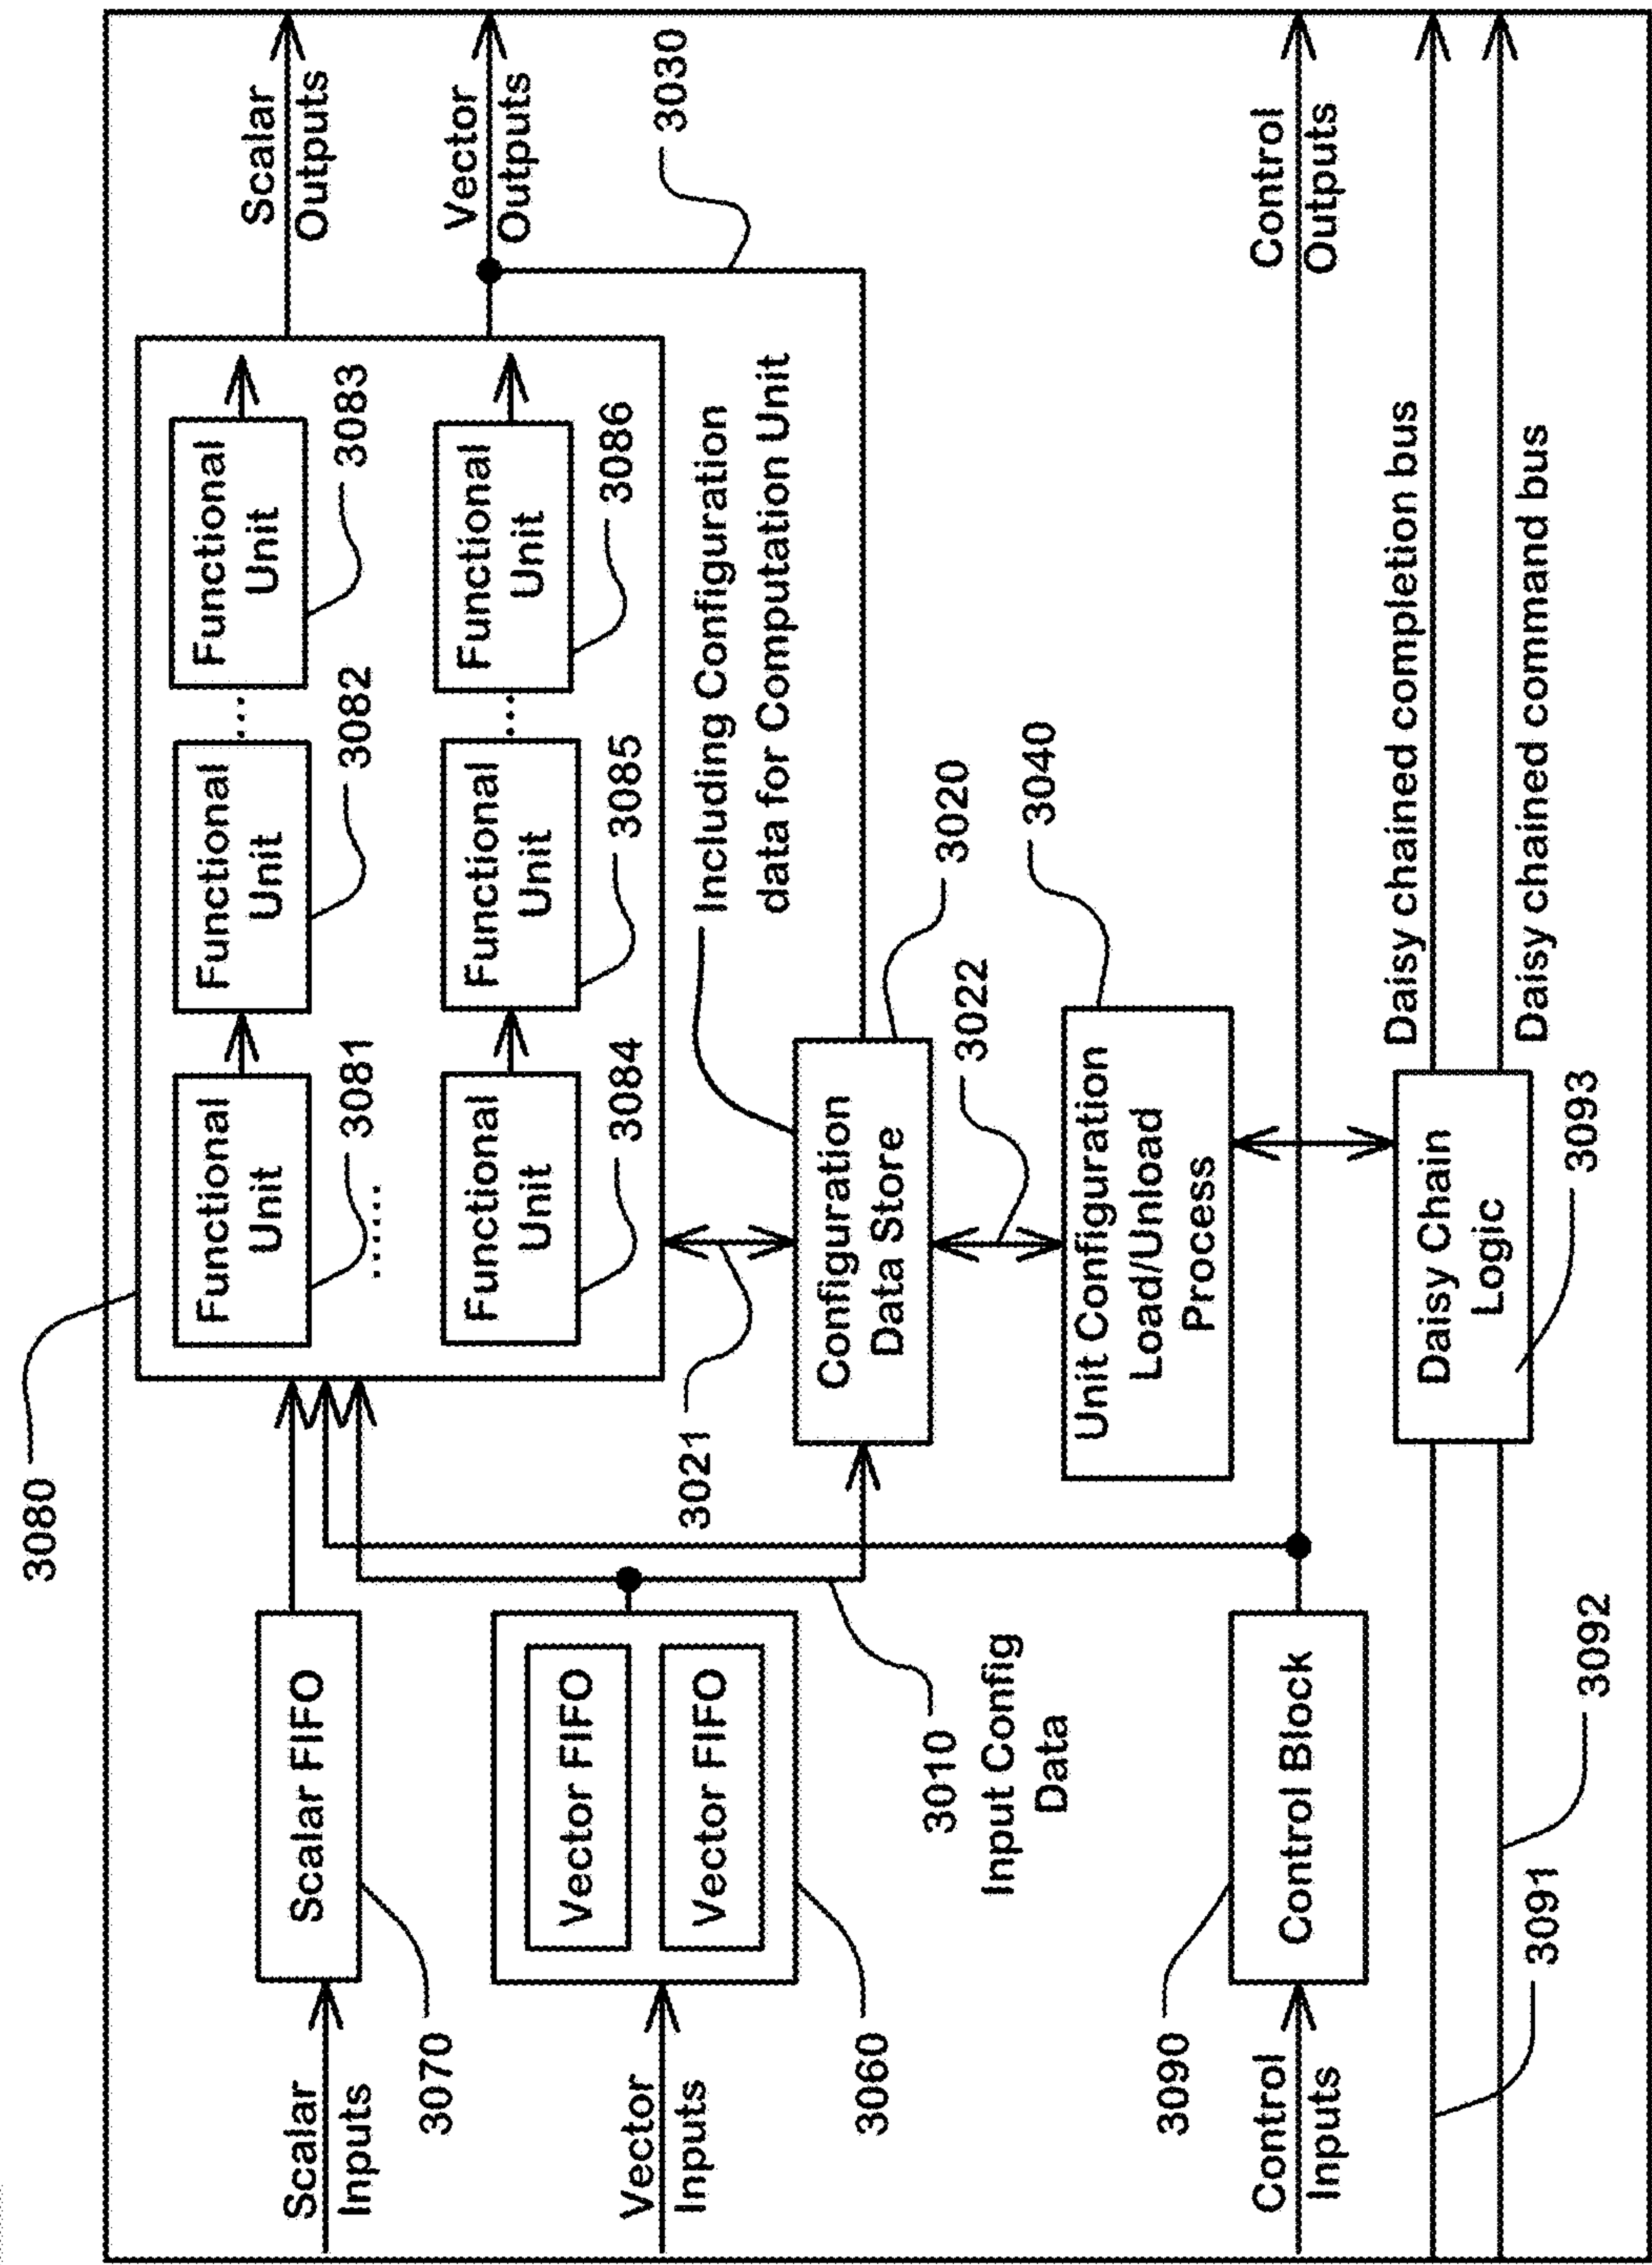 3080
Scalar
Inputs
Scalar FIFO
3070
Vector
Inputs
Vector FIFO
Vector FIFO
3060
3010
Input Config
Data
Control
Inputs
Control Block
3090
3091
3092
Functional
Unit
3081
......
Functional
Unit
3082
...
Functional
Unit
3083
Functional
Unit
3084
Functional
Unit
3085
...
Functional
Unit
3086
Scalar
Outputs
Vector
Outputs
3030
3021
Including Configuration
data for Computation Unit
Configuration
Data Store
3020
3022
Unit Configuration
Load/Unload
Process
3040
Control
Outputs
Daisy Chain
Logic
3093
Daisy chained completion bus
Daisy chained command bus